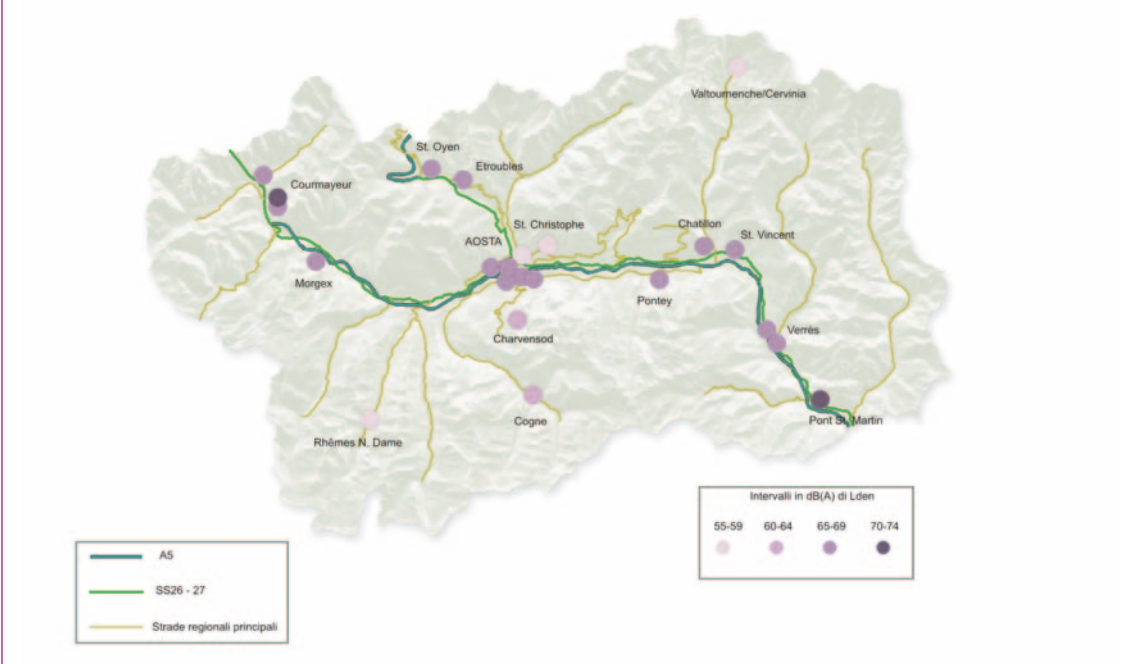 Valtournenche/Cervinia
St. Oyen
Etroubles
Courmayeur
St. Christophe
Chatillon
AOSTA
St. Vincent
Morgex
Pontey
Verrès
Charvensod
Cogne
Pont St. Martin
Rhêmes N. Dame
Intervalli in dB(A) di Lden
55-59 60-64 65-69 70-74
A5
SS26 - 27
Strade regionali principali